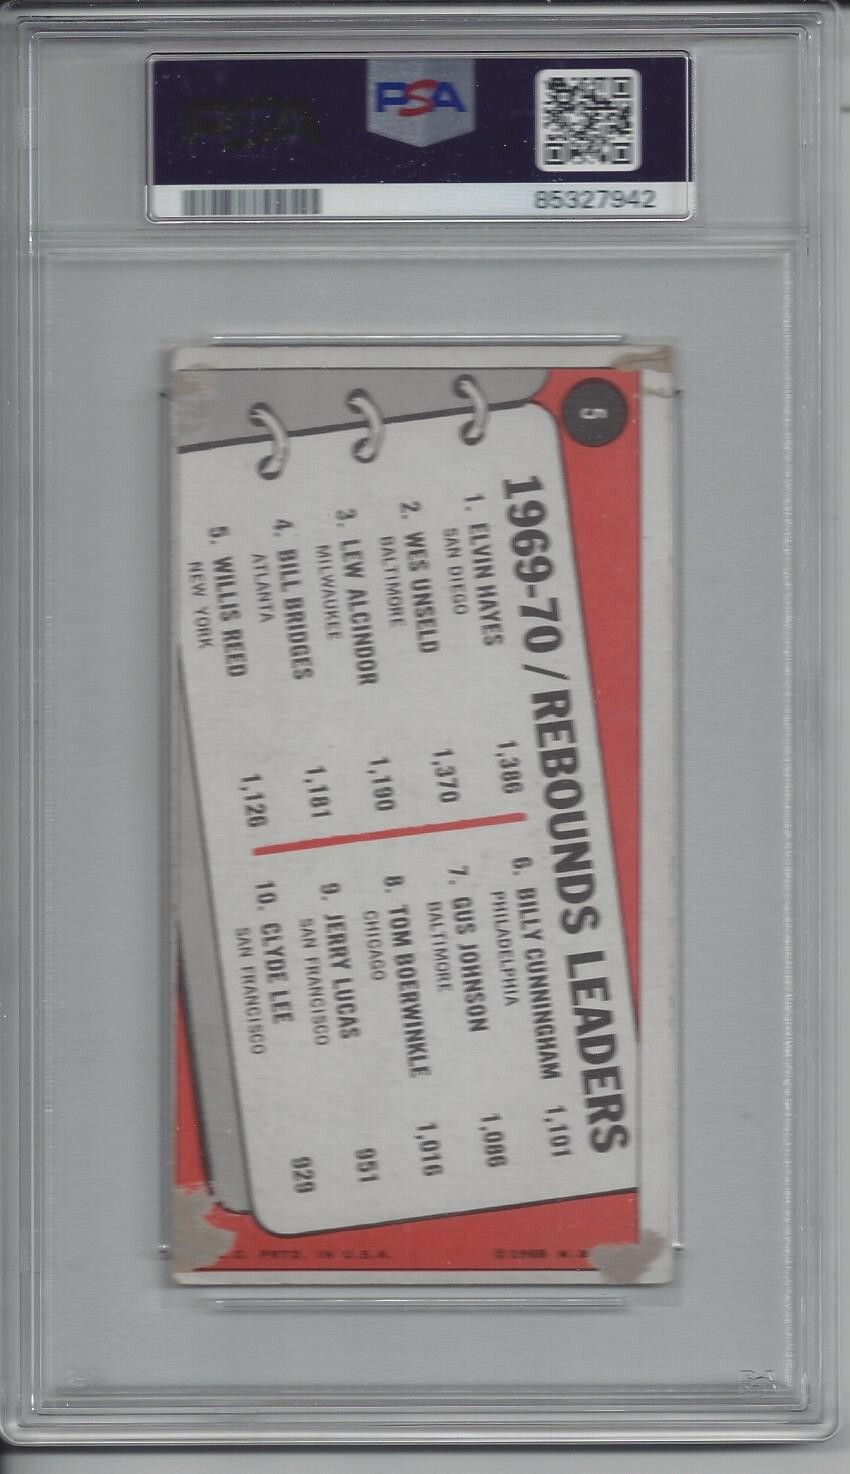 PSA
85327942
5
1969-70 / REBOUNDS LEADERS
1. ELVIN HAYES 1,386
SAN DIEGO
2. WES UNSELD 1,370
BALTIMORE
3. LEW ALCINDOR 1,190
MILWAUKEE
4. BILL BRIDGES 1,181
ATLANTA
5. WILLIS REED 1,126
NEW YORK
6. BILLY CUNNINGHAM 1,101
PHILADELPHIA
7. GUS JOHNSON 1,086
BALTIMORE
8. TOM BOERWINKLE 1,016
CHICAGO
9. JERRY LUCAS 951
SAN FRANCISCO
10. CLYDE LEE 929
SAN FRANCISCO
PRTD. IN U.S.A.
©1968 N.B